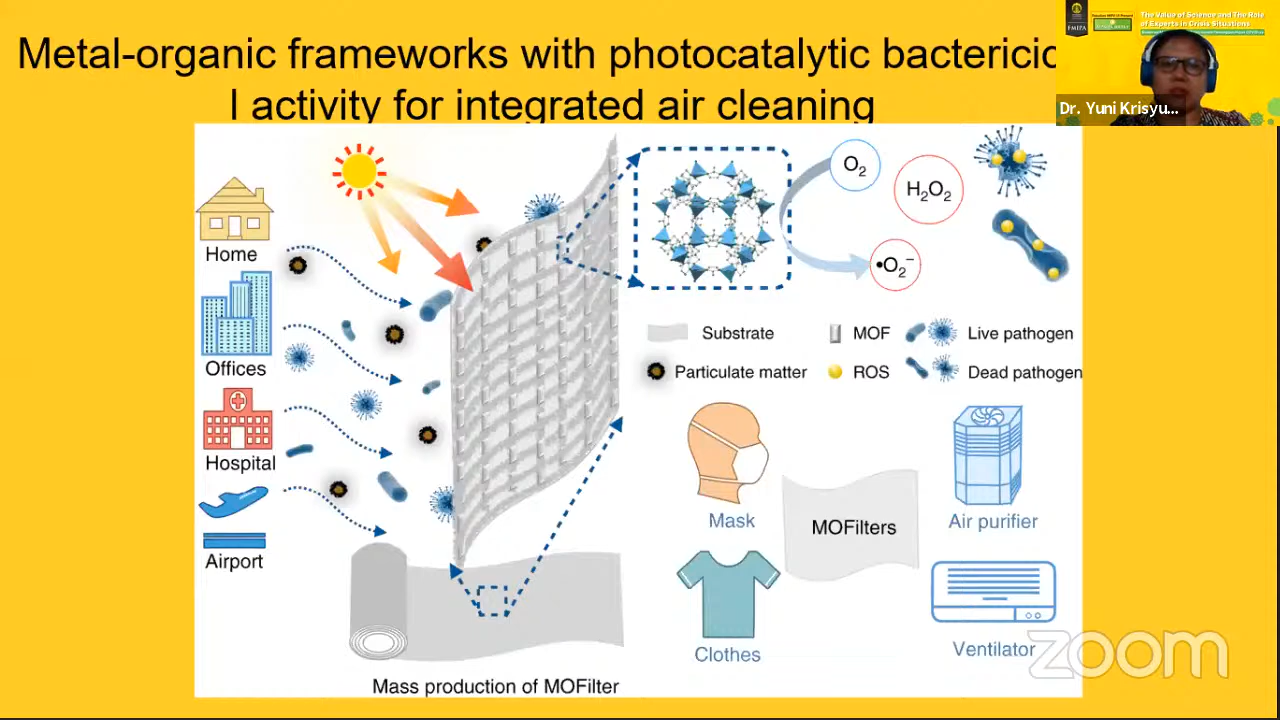 Metal-organic frameworks with photocatalytic bactericid
l activity for integrated air cleaning
The Value of Science and The Role
of Experts in Crisis Situations
FMIPA
Dr. Yuni Krisyu...
Home
Offices
Hospital
Airport
O2
H2O2
•O2−
Substrate
MOF
Live pathogen
Particulate matter
ROS
Dead pathogen
Mask
MOFilters
Air purifier
Clothes
Ventilator
Mass production of MOFilter
zoom